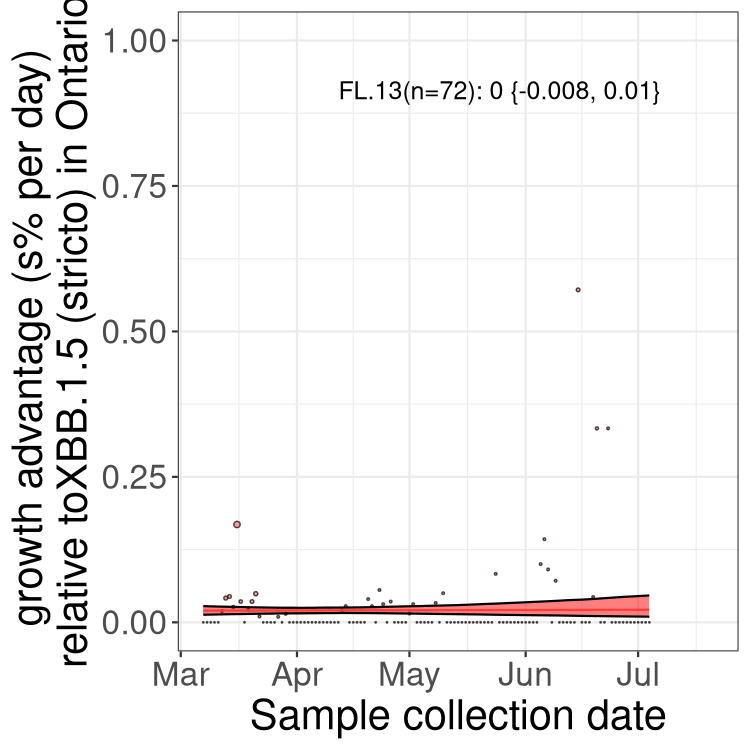 growth advantage (s% per day)
relative toXBB.1.5 (stricto) in Ontario
1.00
0.75
0.50
0.25
0.00
FL.13(n=72): 0 {-0.008, 0.01}
Mar Apr May Jun Jul
Sample collection date